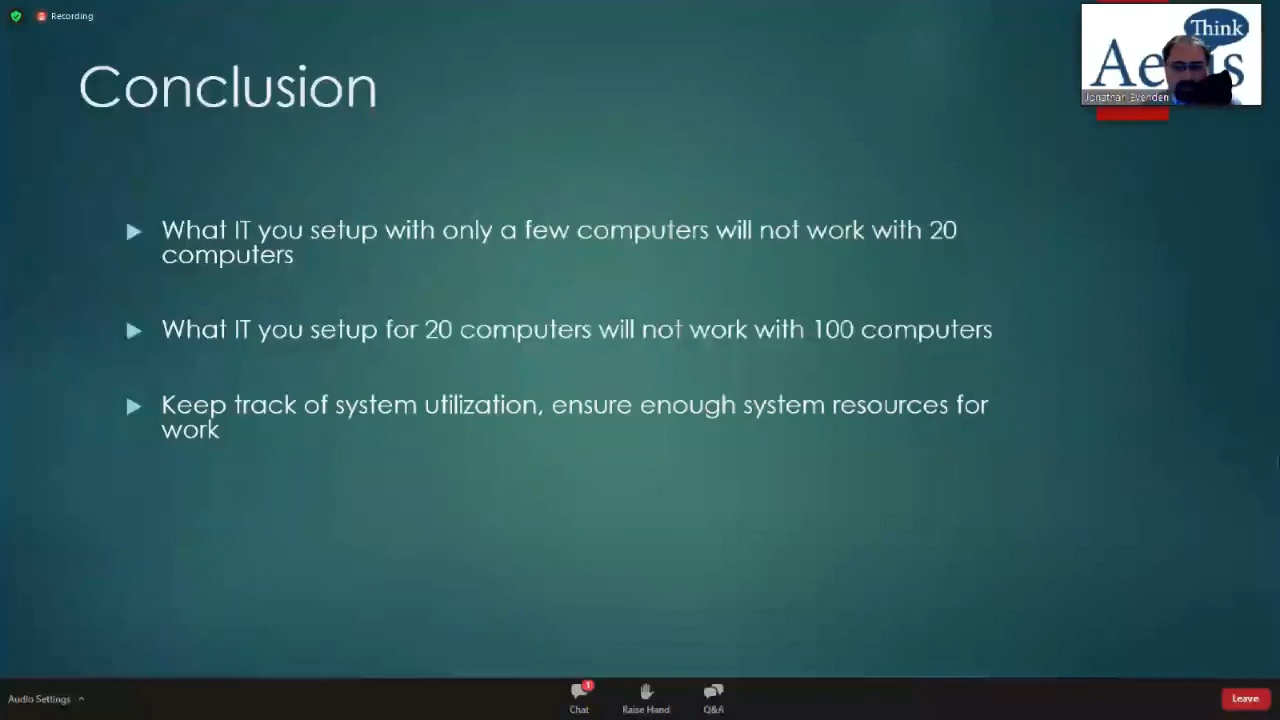 Recording
Think
Jonathan Evenden
Conclusion
What IT you setup with only a few computers will not work with 20
computers
What IT you setup for 20 computers will not work with 100 computers
Keep track of system utilization, ensure enough system resources for
work
Audio Settings
1
Chat
Raise Hand
Q&A
Leave